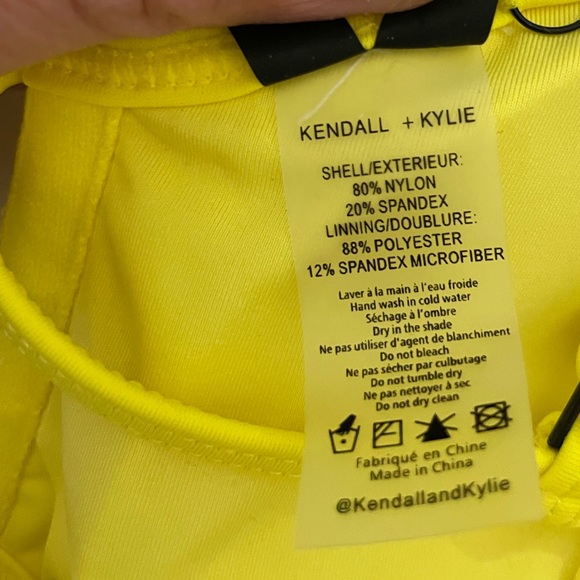 KENDALL + KYLIE
SHELL/EXTERIEUR:
80% NYLON
20% SPANDEX
LINNING/DOUBLURE:
88% POLYESTER
12% SPANDEX MICROFIBER
Laver à la main à l'eau froide
Hand wash in cold water
Séchage à l'ombre
Dry in the shade
Ne pas utiliser d'agent de blanchiment
Do not bleach
Ne pas sécher par culbutage
Do not tumble dry
Ne pas nettoyer à sec
Do not dry clean
Fabriqué en Chine
Made in China
@KendallandKylie